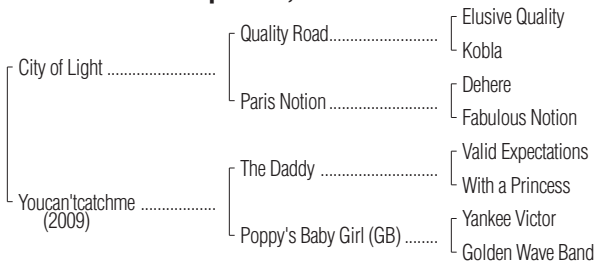 Elusive Quality
Quality Road
Kobla
City of Light
Dehere
Paris Notion
Fabulous Notion
Valid Expectations
The Daddy
With a Princess
Youcan'tcatchme
(2009)
Yankee Victor
Poppy's Baby Girl (GB)
Golden Wave Band